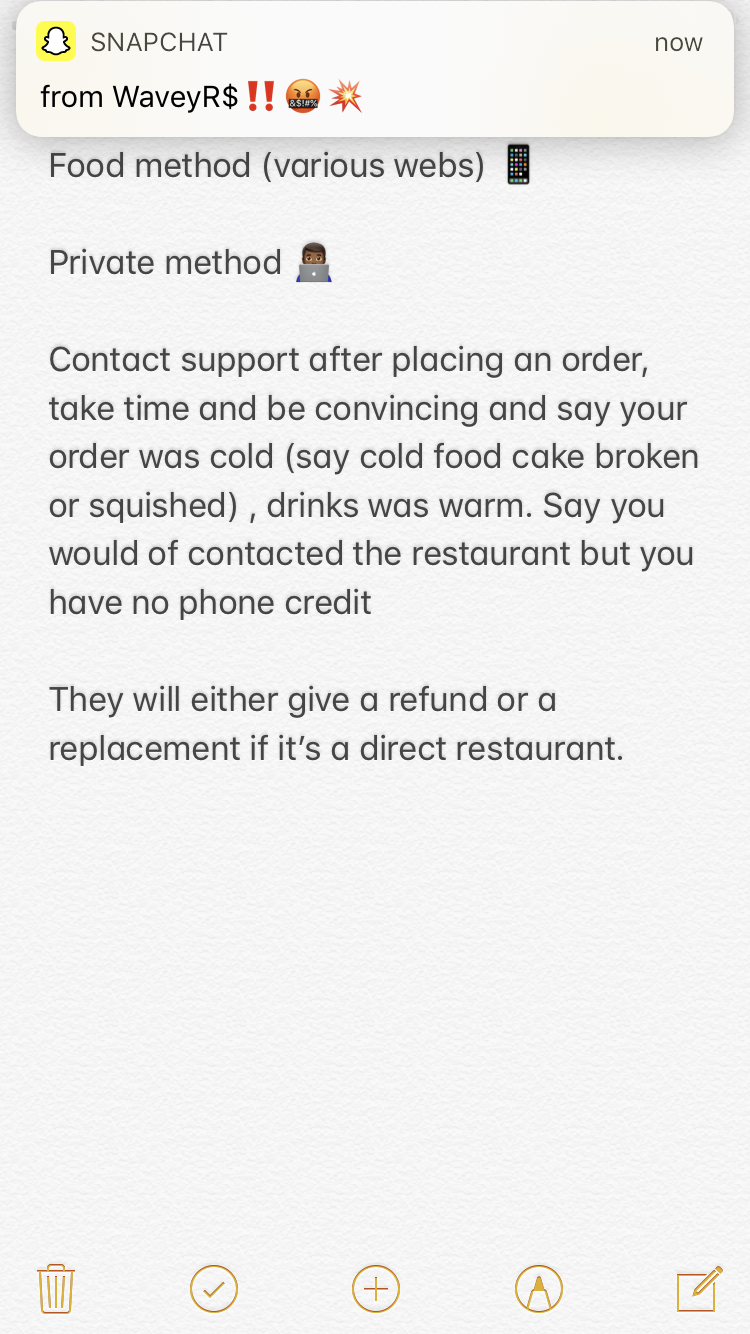 SNAPCHAT now
from WaveyR$‼️🤬💥
Food method (various webs) 📱
Private method 👨🏾‍💻
Contact support after placing an order,
take time and be convincing and say your
order was cold (say cold food cake broken
or squished) , drinks was warm. Say you
would of contacted the restaurant but you
have no phone credit
They will either give a refund or a
replacement if it’s a direct restaurant.